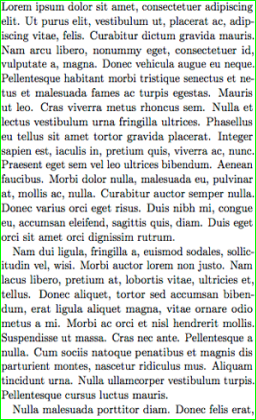 Lorem ipsum dolor sit amet, consectetuer adipiscing
elit. Ut purus elit, vestibulum ut, placerat ac, adip-
iscing vitae, felis. Curabitur dictum gravida mauris.
Nam arcu libero, nonummy eget, consectetuer id,
vulputate a, magna. Donec vehicula augue eu neque.
Pellentesque habitant morbi tristique senectus et ne-
tus et malesuada fames ac turpis egestas. Mauris
ut leo. Cras viverra metus rhoncus sem. Nulla et
lectus vestibulum urna fringilla ultrices. Phasellus
eu tellus sit amet tortor gravida placerat. Integer
sapien est, iaculis in, pretium quis, viverra ac, nunc.
Praesent eget sem vel leo ultrices bibendum. Aenean
faucibus. Morbi dolor nulla, malesuada eu, pulvinar
at, mollis ac, nulla. Curabitur auctor semper nulla.
Donec varius orci eget risus. Duis nibh mi, congue
eu, accumsan eleifend, sagittis quis, diam. Duis eget
orci sit amet orci dignissim rutrum.
Nam dui ligula, fringilla a, euismod sodales, sollic-
itudin vel, wisi. Morbi auctor lorem non justo. Nam
lacus libero, pretium at, lobortis vitae, ultricies et,
tellus. Donec aliquet, tortor sed accumsan biben-
dum, erat ligula aliquet magna, vitae ornare odio
metus a mi. Morbi ac orci et nisl hendrerit mollis.
Suspendisse ut massa. Cras nec ante. Pellentesque a
nulla. Cum sociis natoque penatibus et magnis dis
parturient montes, nascetur ridiculus mus. Aliquam
tincidunt urna. Nulla ullamcorper vestibulum turpis.
Pellentesque cursus luctus mauris.
Nulla malesuada porttitor diam. Donec felis erat,